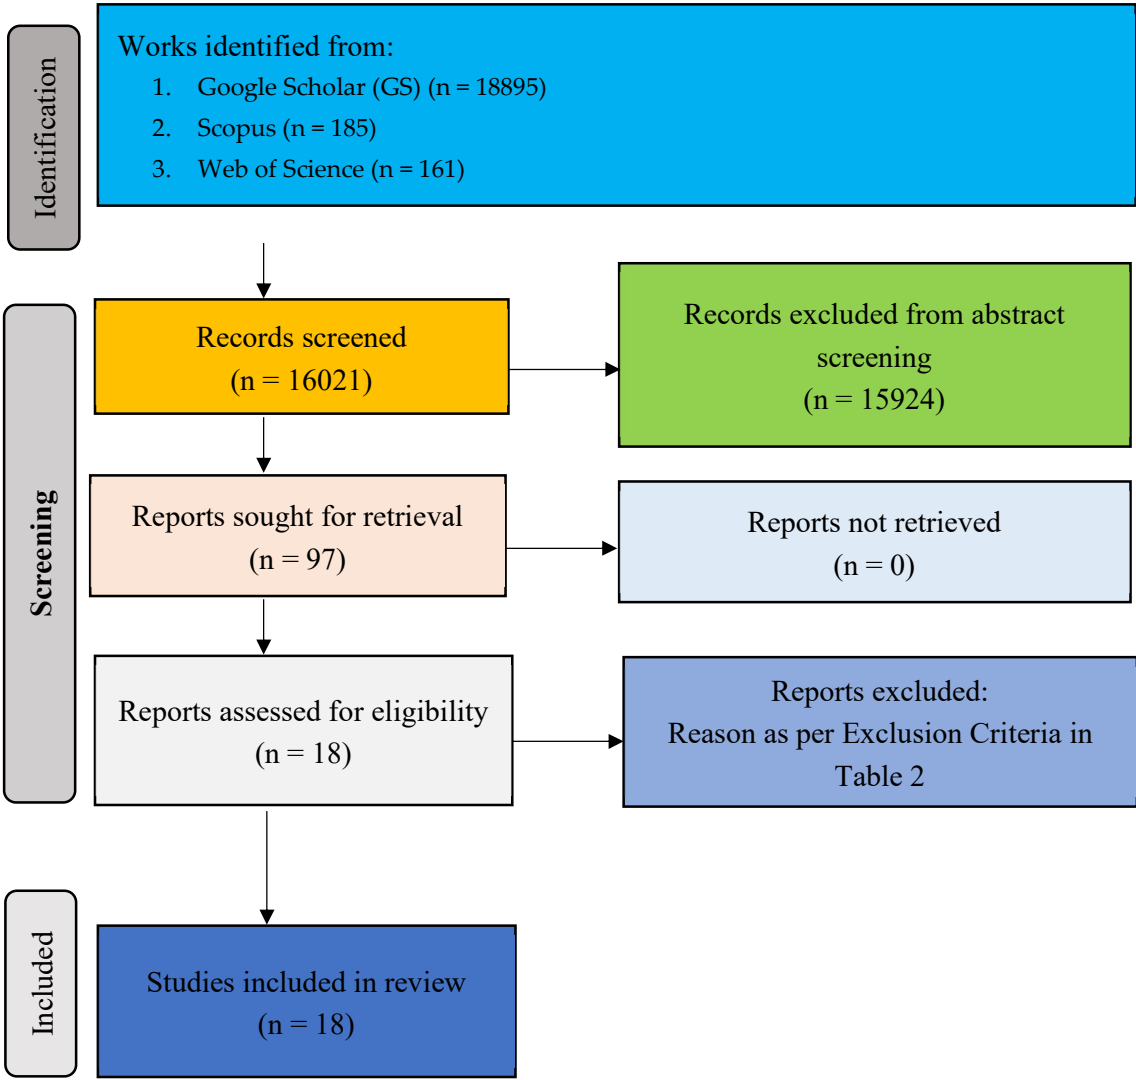 Identification
Works identified from:
1. Google Scholar (GS) (n = 18895)
2. Scopus (n = 185)
3. Web of Science (n = 161)
Screening
Records screened
(n = 16021)
Records excluded from abstract
screening
(n = 15924)
Reports sought for retrieval
(n = 97)
Reports not retrieved
(n = 0)
Reports assessed for eligibility
(n = 18)
Reports excluded:
Reason as per Exclusion Criteria in
Table 2
Included
Studies included in review
(n = 18)